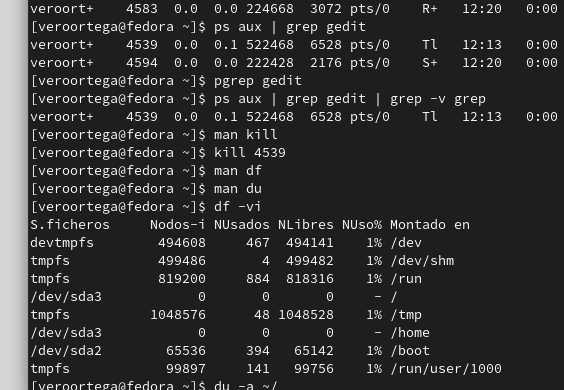 veroort+    4583  0.0  0.0 224668  3072 pts/0    R+   12:20   0:00
[veroortega@fedora ~]$ ps aux | grep gedit
veroort+    4539  0.0  0.1 522468  6528 pts/0    Tl   12:13   0:00
veroort+    4594  0.0  0.0 222428  2176 pts/0    S+   12:20   0:00
[veroortega@fedora ~]$ pgrep gedit
[veroortega@fedora ~]$ ps aux | grep gedit | grep -v grep
veroort+    4539  0.0  0.1 522468  6528 pts/0    Tl   12:13   0:00
[veroortega@fedora ~]$ man kill
[veroortega@fedora ~]$ kill 4539
[veroortega@fedora ~]$ man df
[veroortega@fedora ~]$ man du
[veroortega@fedora ~]$ df -vi
S.ficheros     Nodos-i NUsados NLibres NUso% Montado en
devtmpfs        494608     467  494141    1% /dev
tmpfs           499486       4  499482    1% /dev/shm
tmpfs           819200     884  818316    1% /run
/dev/sda3            0       0       0     - /
tmpfs          1048576      48 1048528    1% /tmp
/dev/sda3            0       0       0     - /home
/dev/sda2        65536     394   65142    1% /boot
tmpfs            99897     141   99756    1% /run/user/1000
[veroortega@fedora ~]$ du -a ~/